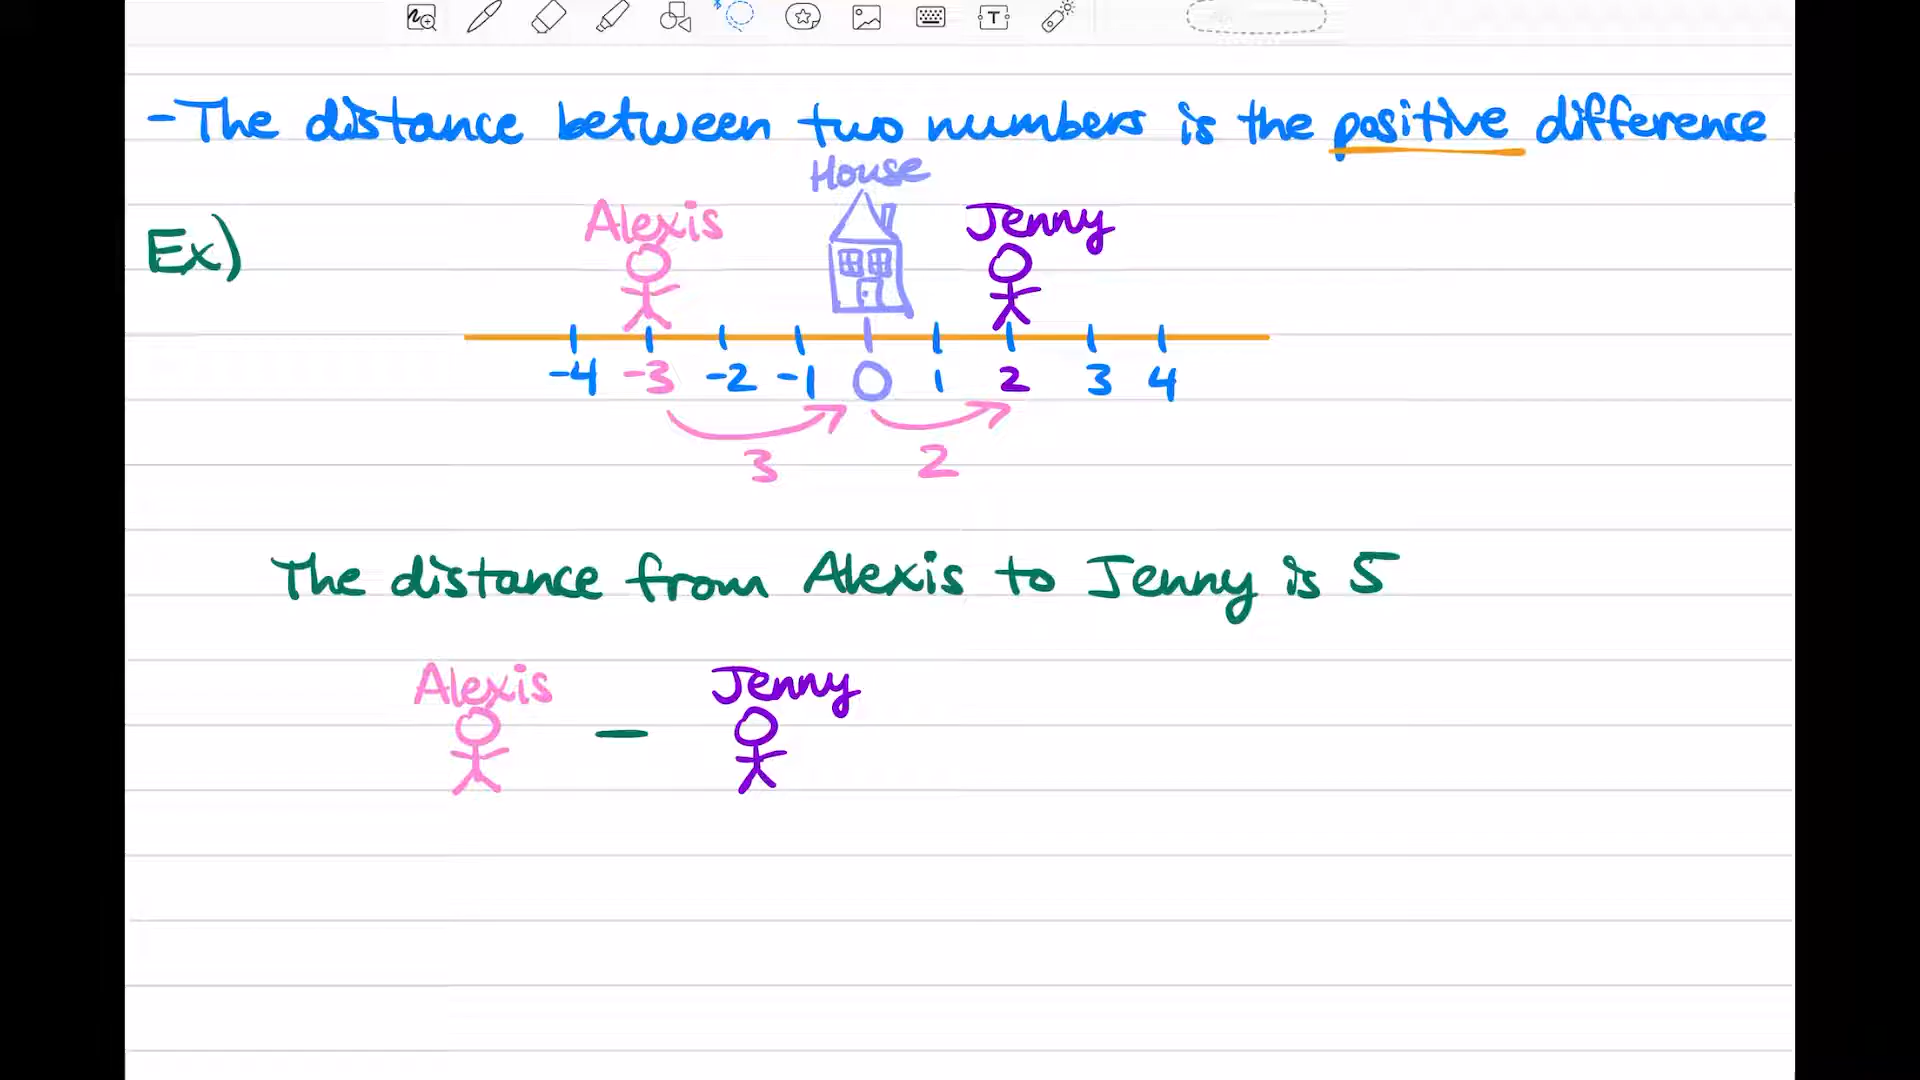 -The distance between two numbers is the positive difference
House
Alexis Jenny
Ex)
-4 -3 -2 -1 0 1 2 3 4
3 2
The distance from Alexis to Jenny is 5
Alexis Jenny
-